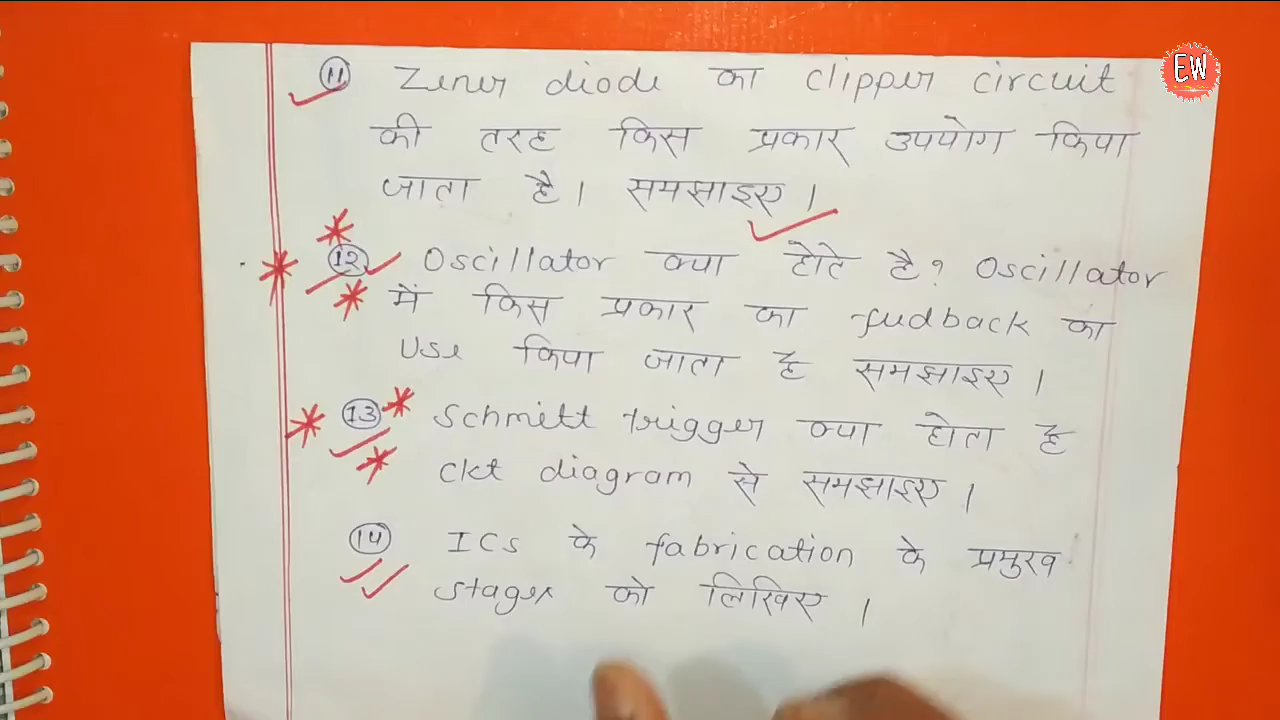 (11) Zener diode का clipper circuit
EW
की तरह किस प्रकार उपयोग किया
जाता है। समझाइए।
(12) Oscillator क्या होते है? Oscillator
में किस प्रकार का feedback का
Use किया जाता है समझाइए।
(13) Schmitt trigger क्या होता है
Ckt diagram से समझाइए।
(14) ICs के fabrication के प्रमुख
stages को लिखिए।